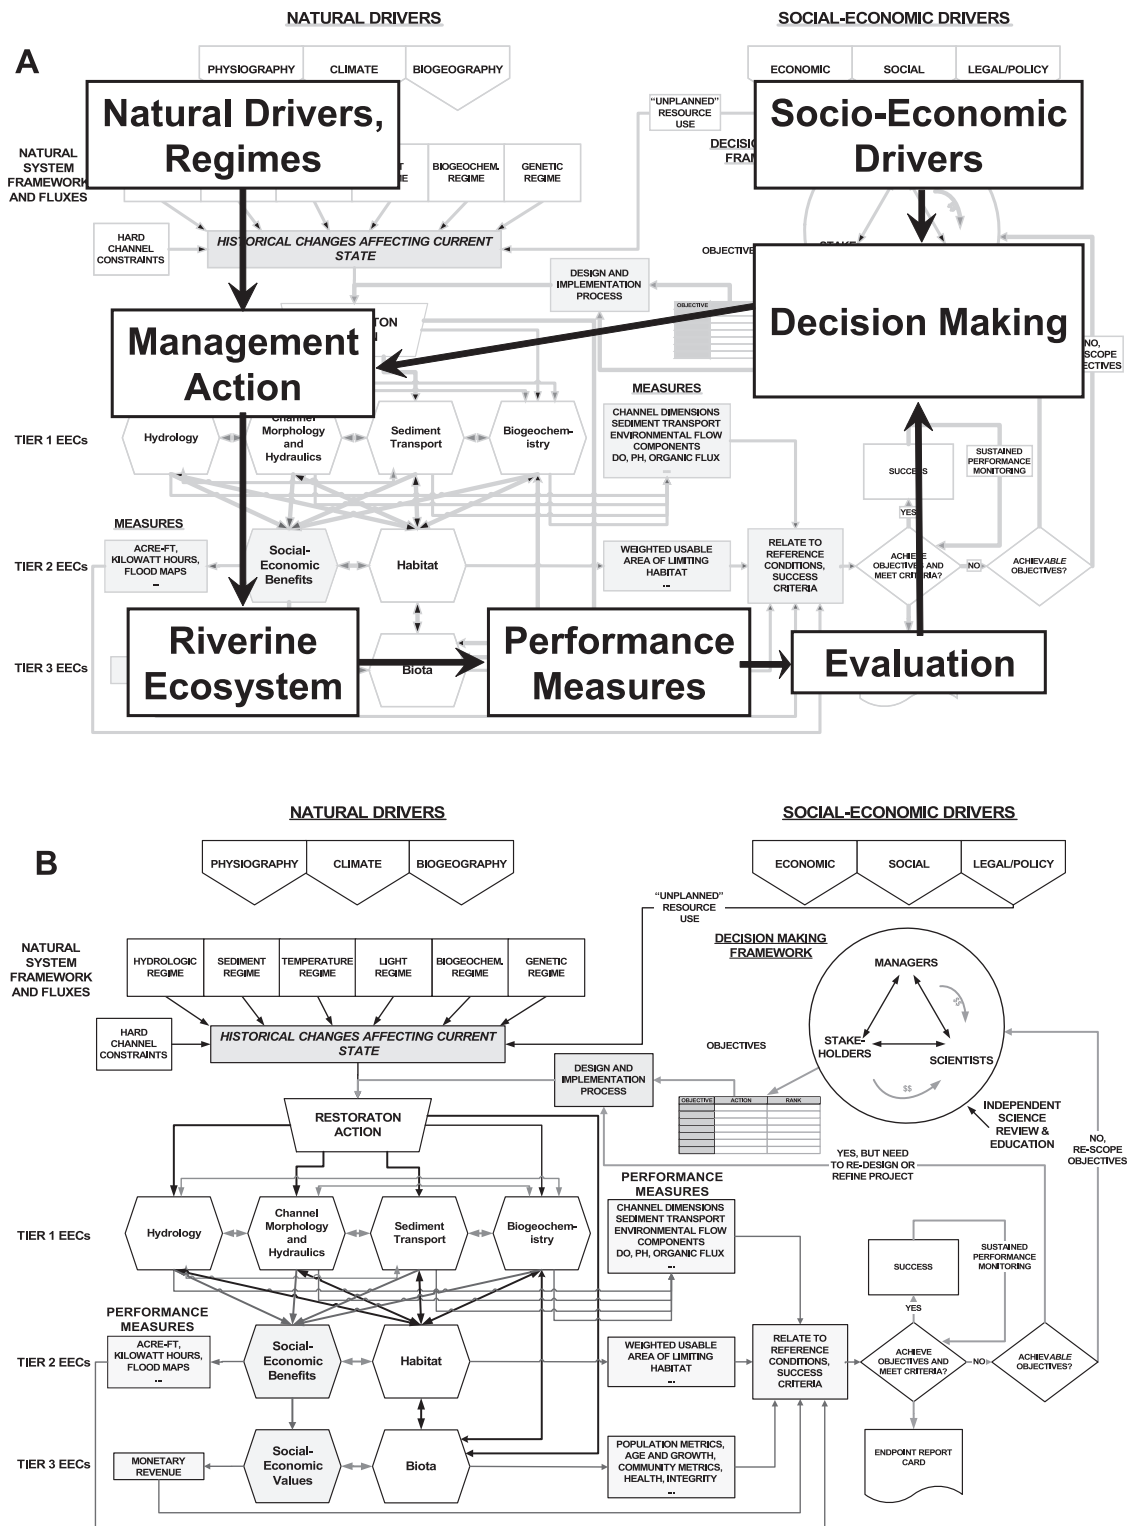 NATURAL DRIVERS
SOCIAL-ECONOMIC DRIVERS
A
PHYSIOGRAPHY
CLIMATE
BIOGEOGRAPHY
ECONOMIC
SOCIAL
LEGAL/POLICY
Natural Drivers,
Regimes
"UNPLANNED"
RESOURCE
USE
Socio-Economic
Drivers
NATURAL
SYSTEM
FRAMEWORK
AND FLUXES
BIOGEOCHEM.
REGIME
GENETIC
REGIME
HARD
CHANNEL
CONSTRAINTS
HISTORICAL CHANGES AFFECTING CURRENT
STATE
OBJECTIVE
DESIGN AND
IMPLEMENTATION
PROCESS
OBJECTIVE
Decision Making
Management
Action
NO,
MEASURES
CHANNEL DIMENSIONS
SEDIMENT TRANSPORT
ENVIRONMENTAL FLOW
COMPONENTS
DO, PH, ORGANIC FLUX
...
TIER 1 EECs
Hydrology
Channel
Morphology
and
Hydraulics
Sediment
Transport
Biogeochem-
istry
SUCCESS
SUSTAINED
PERFORMANCE
MONITORING
YES
MEASURES
ACRE-FT,
KILOWATT HOURS,
FLOOD MAPS
...
TIER 2 EECs
Social-
Economic
Benefits
Habitat
WEIGHTED USABLE
AREA OF LIMITING
HABITAT
...
RELATE TO
REFERENCE
CONDITIONS,
SUCCESS
CRITERIA
ACHIEVE
OBJECTIVES AND
MEET CRITERIA?
NO
ACHIEVABLE
OBJECTIVES?
TIER 3 EECs
Riverine
Ecosystem
Biota
Performance
Measures
Evaluation
NATURAL DRIVERS
SOCIAL-ECONOMIC DRIVERS
B
PHYSIOGRAPHY
CLIMATE
BIOGEOGRAPHY
ECONOMIC
SOCIAL
LEGAL/POLICY
"UNPLANNED"
RESOURCE
USE
NATURAL
SYSTEM
FRAMEWORK
AND FLUXES
HYDROLOGIC
REGIME
SEDIMENT
REGIME
TEMPERATURE
REGIME
LIGHT
REGIME
BIOGEOCHEM.
REGIME
GENETIC
REGIME
DECISION MAKING
FRAMEWORK
MANAGERS
$$
STAKE-
HOLDERS
SCIENTISTS
$$
HARD
CHANNEL
CONSTRAINTS
HISTORICAL CHANGES AFFECTING CURRENT
STATE
OBJECTIVES
DESIGN AND
IMPLEMENTATION
PROCESS
OBJECTIVE
ACTION
RANK
INDEPENDENT
SCIENCE
REVIEW &
EDUCATION
RESTORATON
ACTION
NO,
RE-SCOPE
OBJECTIVES
YES, BUT NEED
TO RE-DESIGN OR
REFINE PROJECT
PERFORMANCE
MEASURES
CHANNEL DIMENSIONS
SEDIMENT TRANSPORT
ENVIRONMENTAL FLOW
COMPONENTS
DO, PH, ORGANIC FLUX
...
TIER 1 EECs
Hydrology
Channel
Morphology
and
Hydraulics
Sediment
Transport
Biogeochem-
istry
SUCCESS
SUSTAINED
PERFORMANCE
MONITORING
YES
PERFORMANCE
MEASURES
ACRE-FT,
KILOWATT HOURS,
FLOOD MAPS
...
TIER 2 EECs
Social-
Economic
Benefits
Habitat
WEIGHTED USABLE
AREA OF LIMITING
HABITAT
...
RELATE TO
REFERENCE
CONDITIONS,
SUCCESS
CRITERIA
ACHIEVE
OBJECTIVES AND
MEET CRITERIA?
NO
ACHIEVABLE
OBJECTIVES?
TIER 3 EECs
MONETARY
REVENUE
Social-
Economic
Values
Biota
POPULATION METRICS,
AGE AND GROWTH,
COMMUNITY METRICS,
HEALTH, INTEGRITY
...
ENDPOINT REPORT
CARD